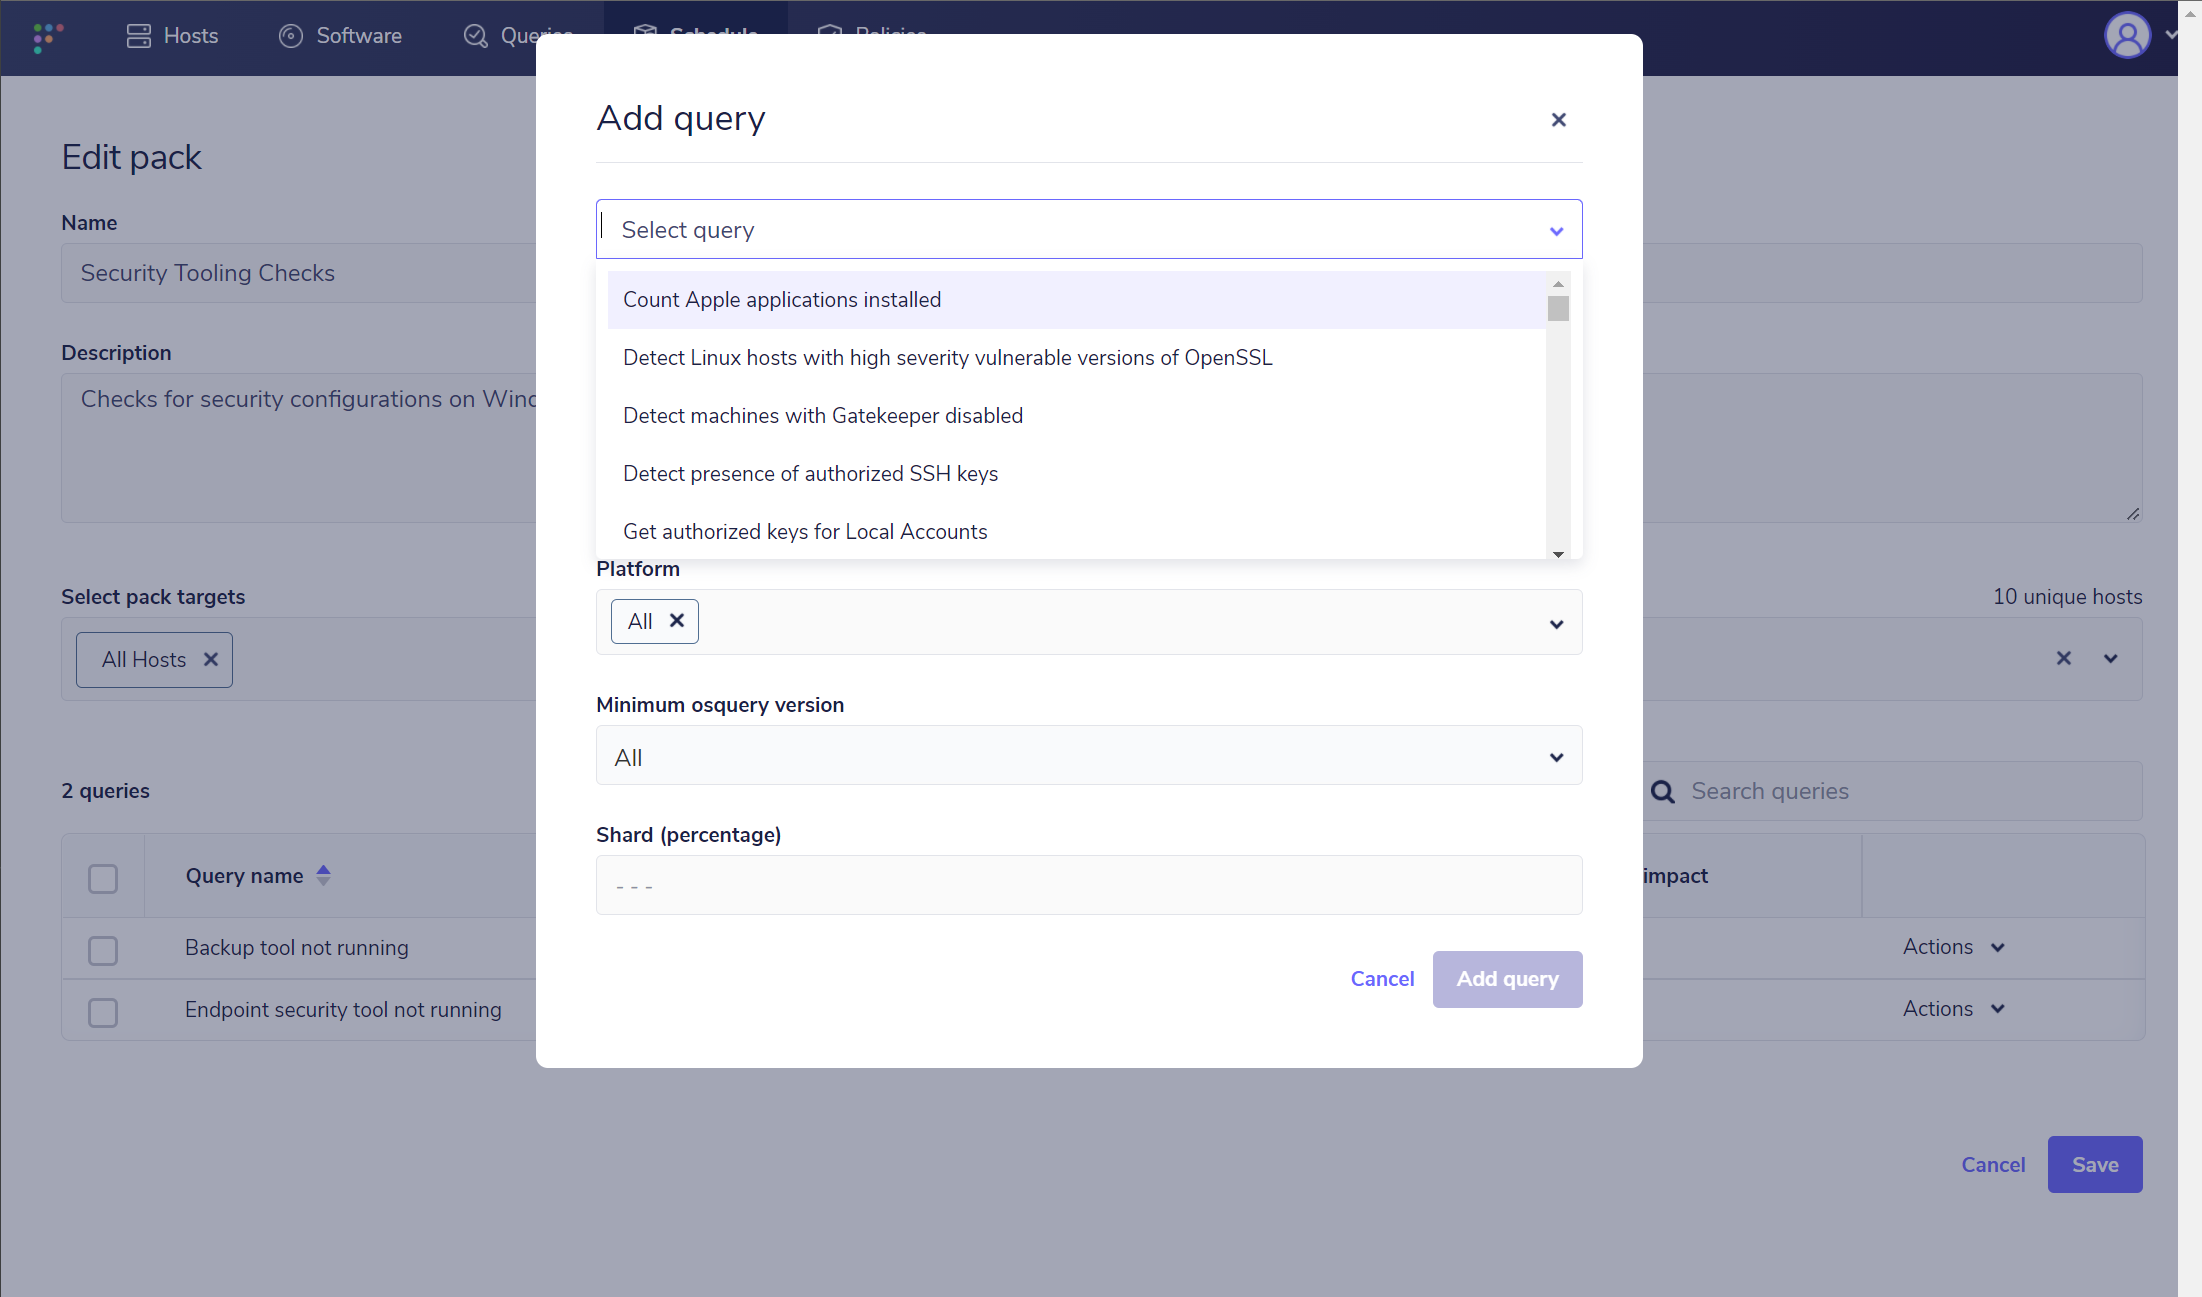 Hosts
Software
Queries
Schedule
Policies
Edit pack
Name
Security Tooling Checks
Description
Checks for security configurations on
Select pack targets
10 unique hosts
All Hosts
2 queries
Search queries
Query name
impact
Backup tool not running
Actions
Endpoint security tool not running
Actions
Cancel
Save
Add query
Select query
Count Apple applications installed
Detect Linux hosts with high severity vulnerable versions of OpenSSL
Detect machines with Gatekeeper disabled
Detect presence of authorized SSH keys
Get authorized keys for Local Accounts
Platform
All
Minimum osquery version
All
Shard (percentage)
- - -
Cancel
Add query